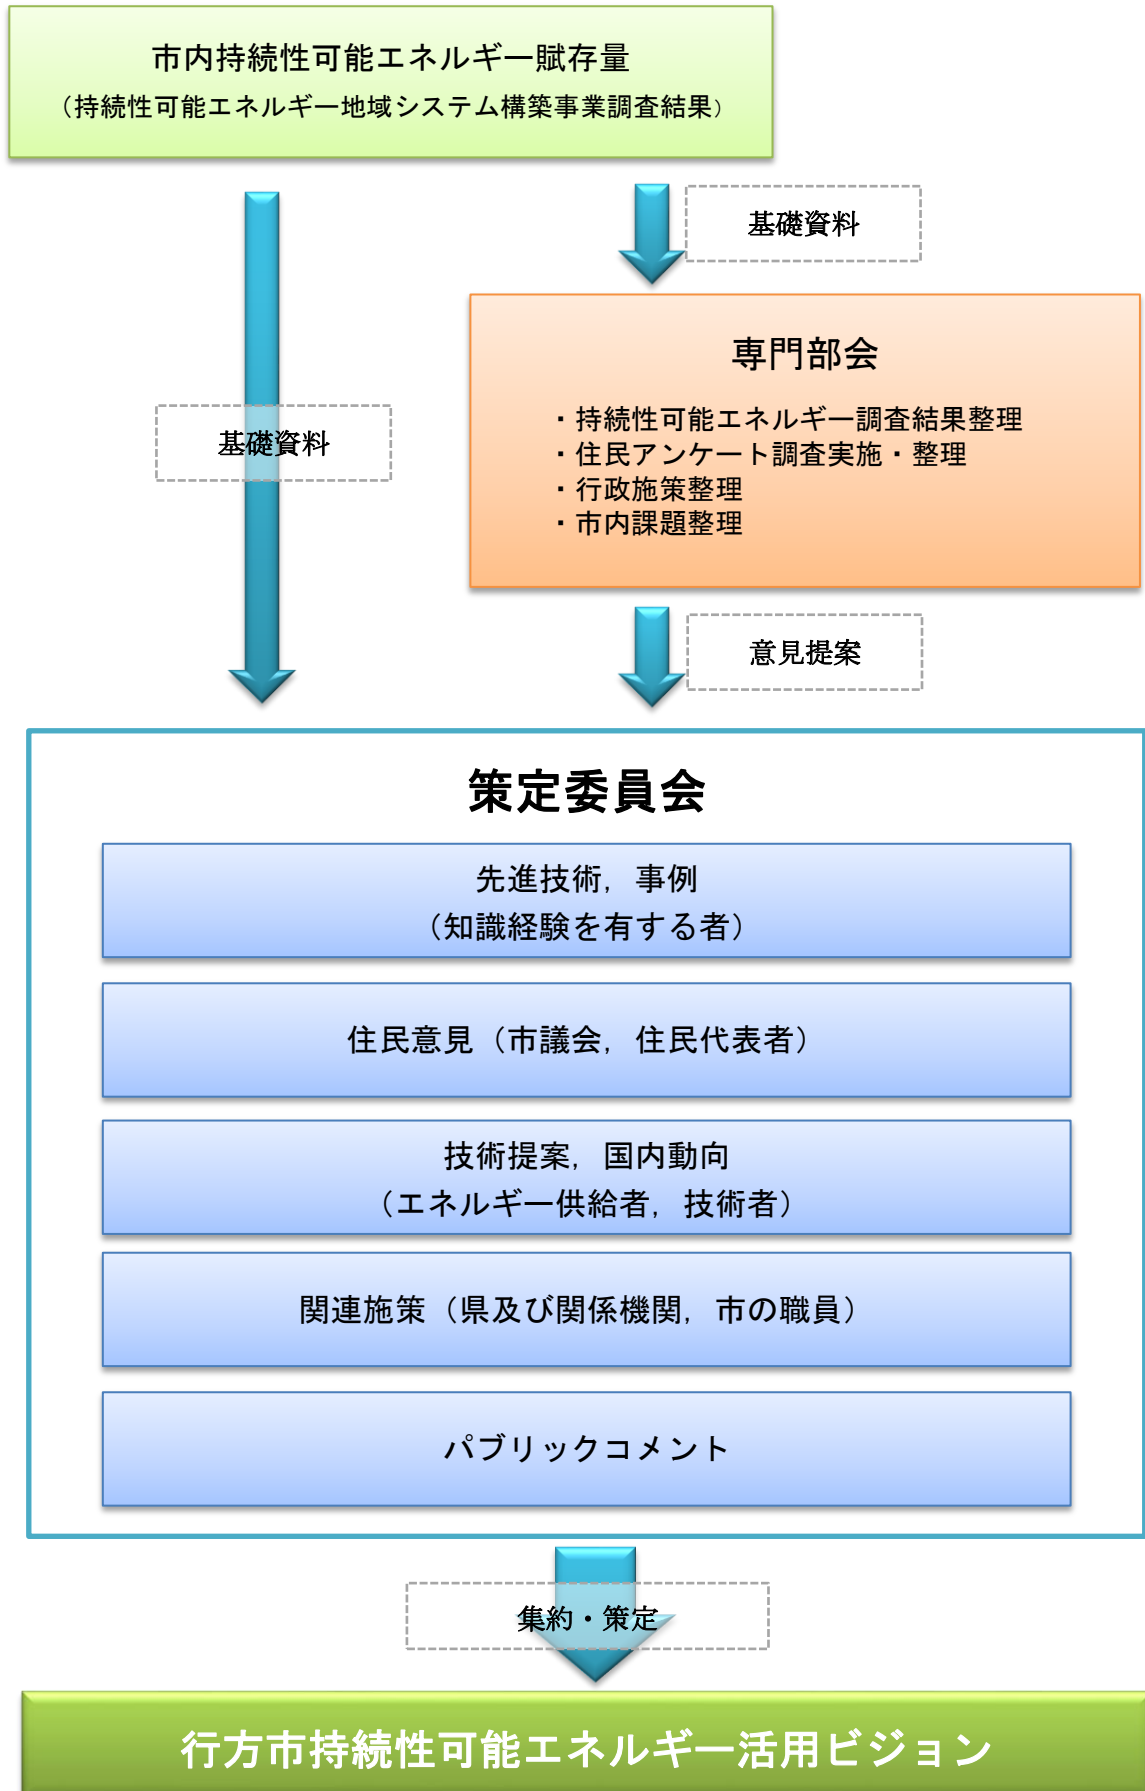 市内持続性可能エネルギー賦存量
（持続性可能エネルギー地域システム構築事業調査結果）
基礎資料
専門部会
・持続性可能エネルギー調査結果整理
・住民アンケート調査実施・整理
・行政施策整理
・市内課題整理
基礎資料
意見提案
策定委員会
先進技術，事例
（知識経験を有する者）
住民意見（市議会，住民代表者）
技術提案，国内動向
（エネルギー供給者，技術者）
関連施策（県及び関係機関，市の職員）
パブリックコメント
集約・策定
行方市持続性可能エネルギー活用ビジョン